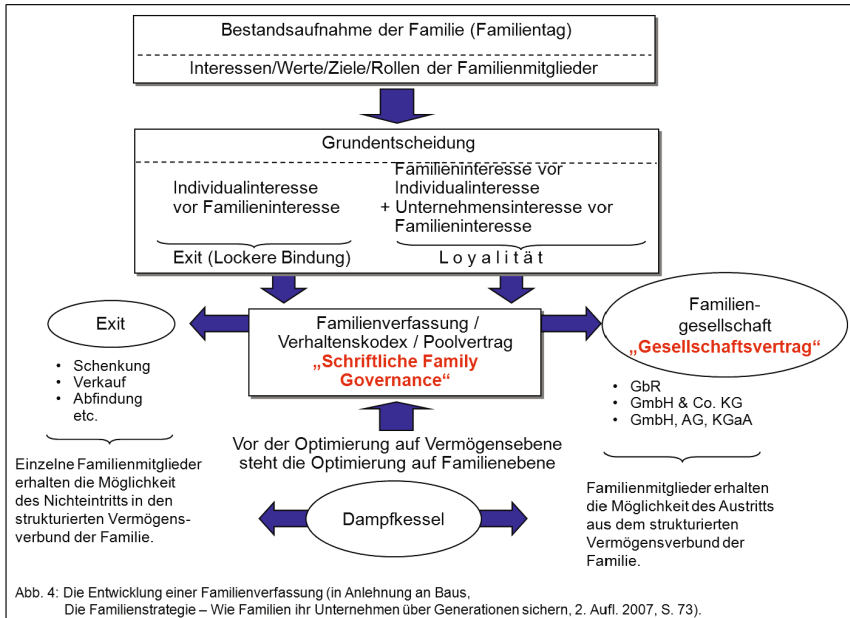 Bestandsaufnahme der Familie (Familientag)
Interessen/Werte/Ziele/Rollen der Familienmitglieder
Grundentscheidung
Individualinteresse
vor Familieninteresse
Exit (Lockere Bindung)
Familieninteresse vor
Individualinteresse
+ Unternehmensinteresse vor
Familieninteresse
Loyalität
Exit
• Schenkung
• Verkauf
• Abfindung
etc.
Einzelne Familienmitglieder
erhalten die Möglichkeit
des Nichteintritts in den
strukturierten Vermögens-
verbund der Familie.
Familienverfassung /
Verhaltenskodex / Poolvertrag
„Schriftliche Family
Governance“
Vor der Optimierung auf Vermögensebene
steht die Optimierung auf Familienebene
Dampfkessel
Familien-
gesellschaft
„Gesellschaftsvertrag“
• GbR
• GmbH & Co. KG
• GmbH, AG, KGaA
Familienmitglieder erhalten
die Möglichkeit des Austritts
aus dem strukturierten
Vermögensverbund der
Familie.
Abb. 4: Die Entwicklung einer Familienverfassung (in Anlehnung an Baus,
Die Familienstrategie – Wie Familien ihr Unternehmen über Generationen sichern, 2. Aufl. 2007, S. 73).